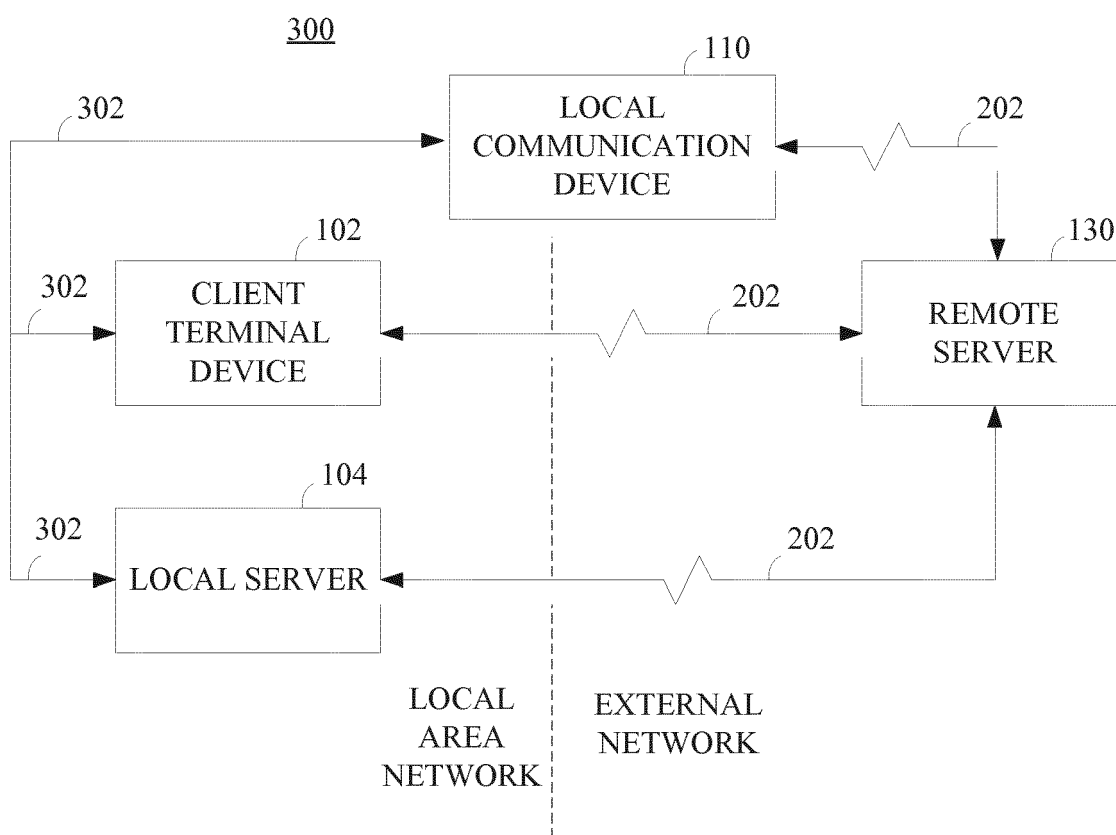 300
110
302
LOCAL
COMMUNICATION
DEVICE
202
102
130
302
CLIENT
TERMINAL
DEVICE
202
REMOTE
SERVER
104
302
LOCAL SERVER
202
LOCAL
AREA
NETWORK
EXTERNAL
NETWORK